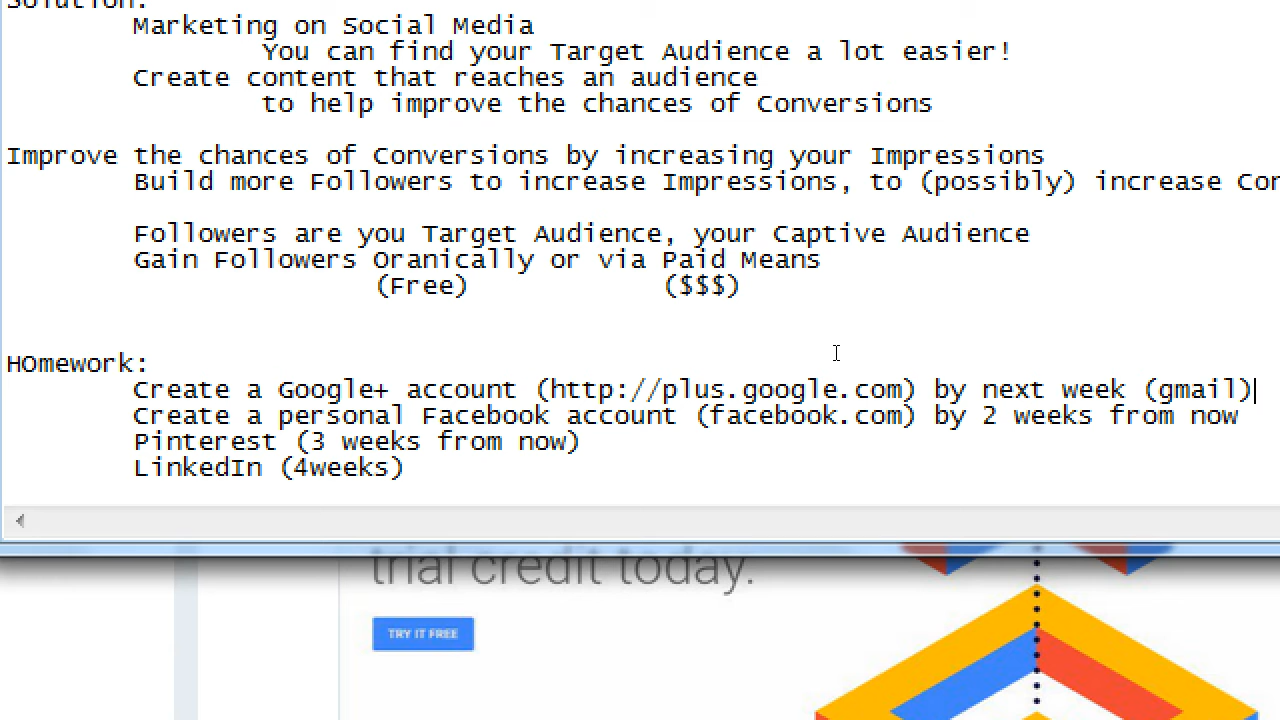 Solution:
Marketing on Social Media
You can find your Target Audience a lot easier!
Create content that reaches an audience
to help improve the chances of Conversions
Improve the chances of Conversions by increasing your Impressions
Build more Followers to increase Impressions, to (possibly) increase
Followers are you Target Audience, your Captive Audience
Gain Followers Oranically or via Paid Means
(Free) ($$$)
HOmework:
Create a Google+ account (http://plus.google.com) by next week (gmail)
Create a personal Facebook account (facebook.com) by 2 weeks from now
Pinterest (3 weeks from now)
LinkedIn (4weeks)
trial credit today.
TRY IT FREE